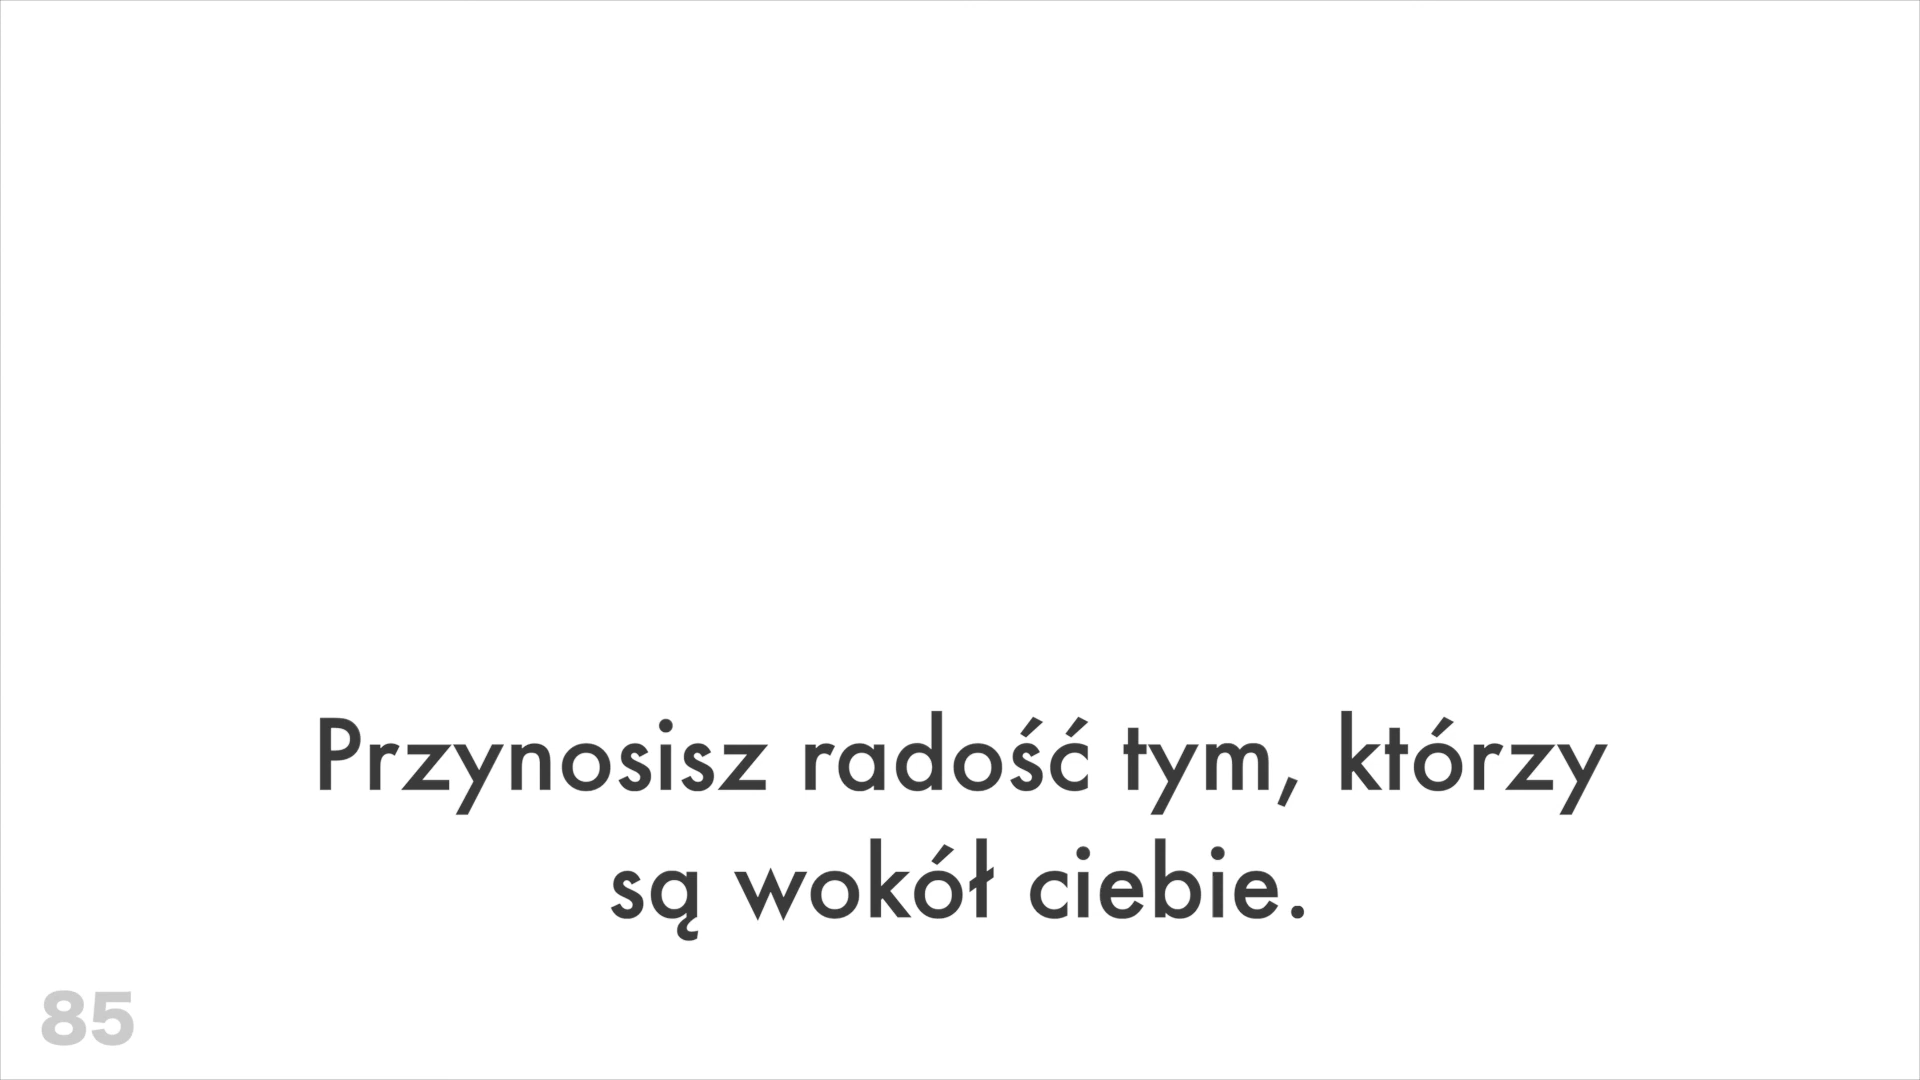 Przynosisz radość tym, którzy
są wokół ciebie.
85